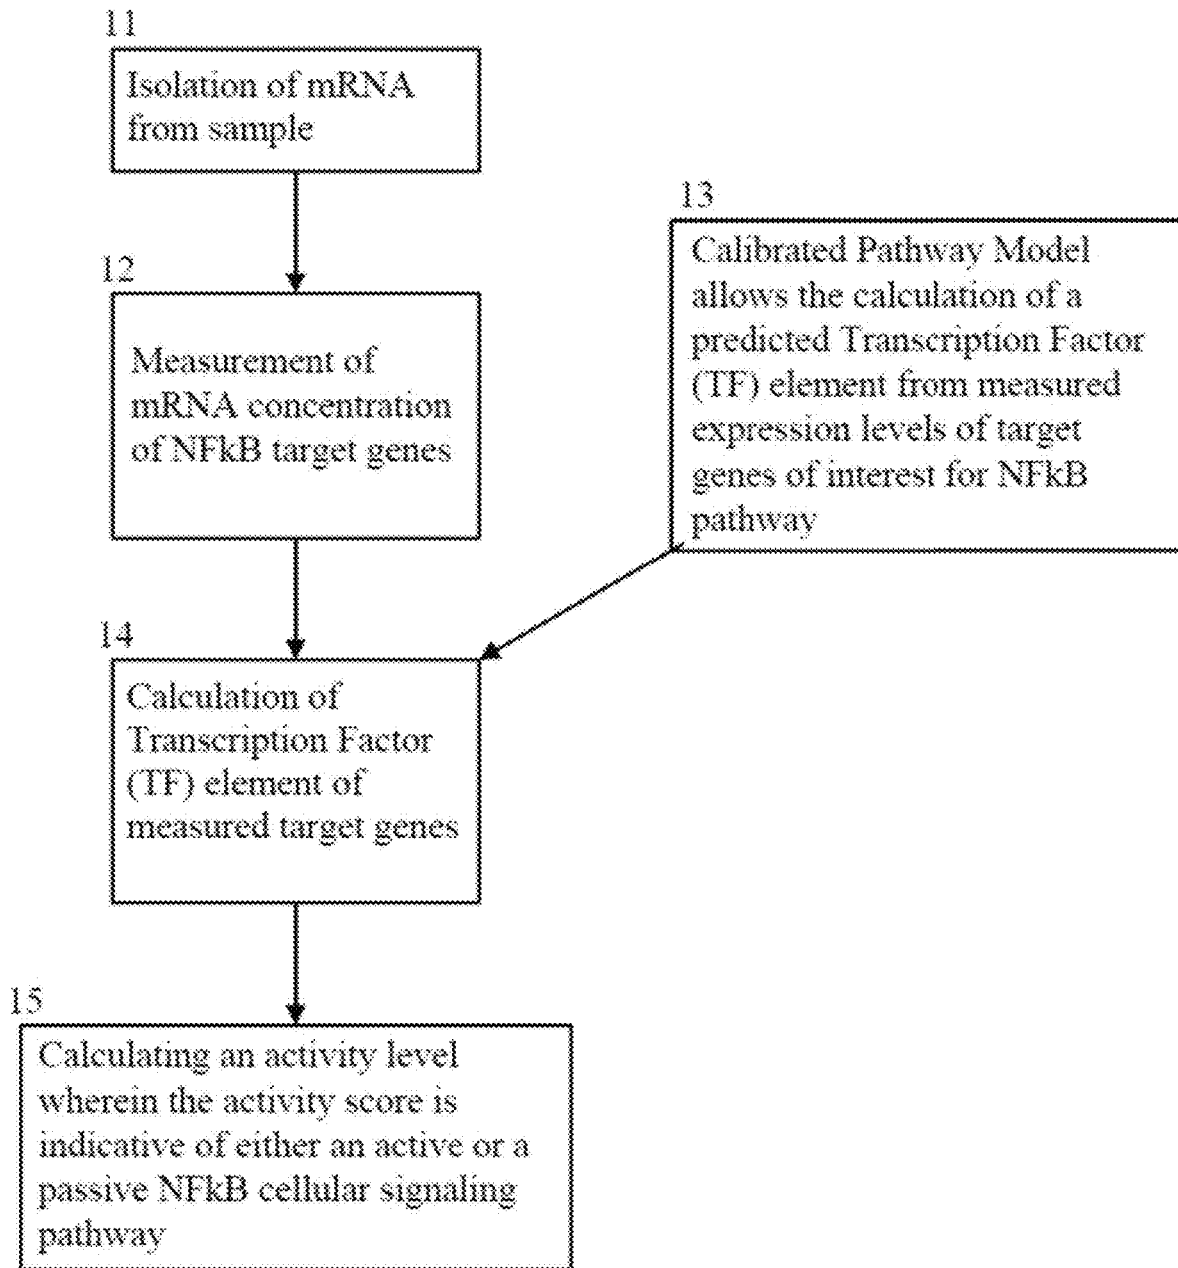 11
Isolation of mRNA
from sample
12
Measurement of
mRNA concentration
of NFkB target genes
13
Calibrated Pathway Model
allows the calculation of a
predicted Transcription Factor
(TF) element from measured
expression levels of target
genes of interest for NFkB
pathway
14
Calculation of
Transcription Factor
(TF) element of
measured target genes
15
Calculating an activity level
wherein the activity score is
indicative of either an active or a
passive NFkB cellular signaling
pathway